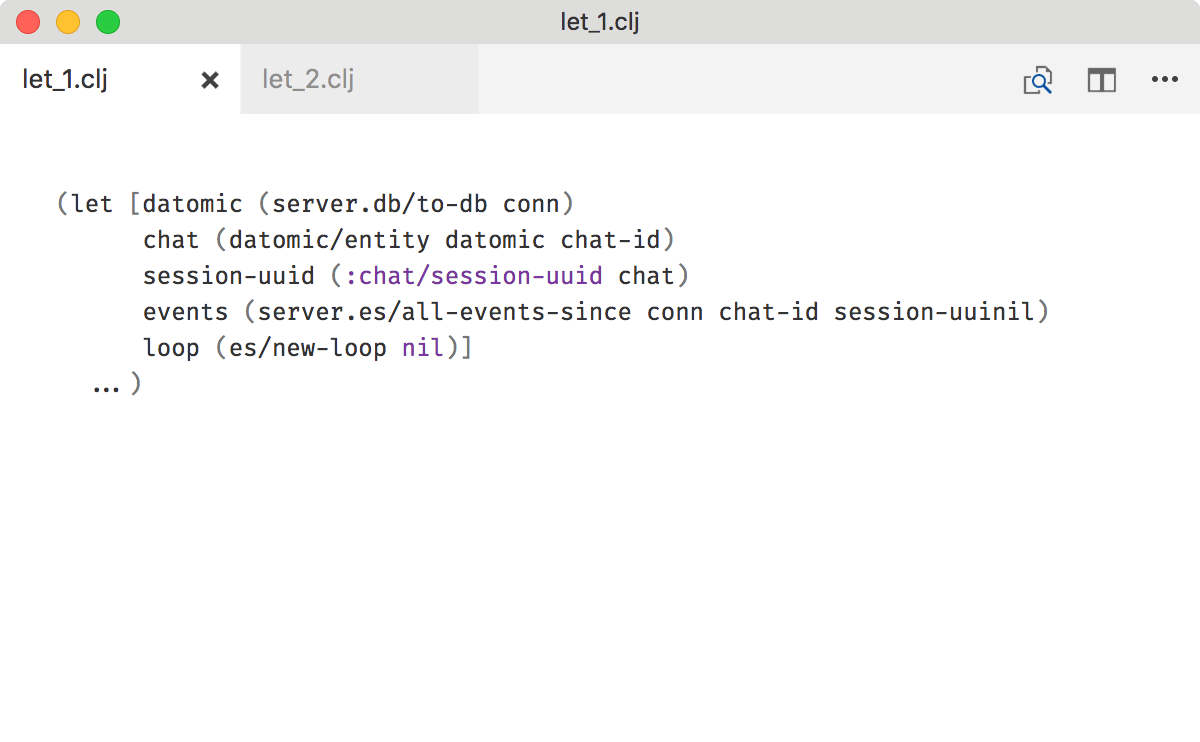 let_1.clj
let_1.clj let_2.clj
(let [datomic (server.db/to-db conn)
chat (datomic/entity datomic chat-id)
session-uuid (:chat/session-uuid chat)
events (server.es/all-events-since conn chat-id session-uuinil)
loop (es/new-loop nil)]
... )